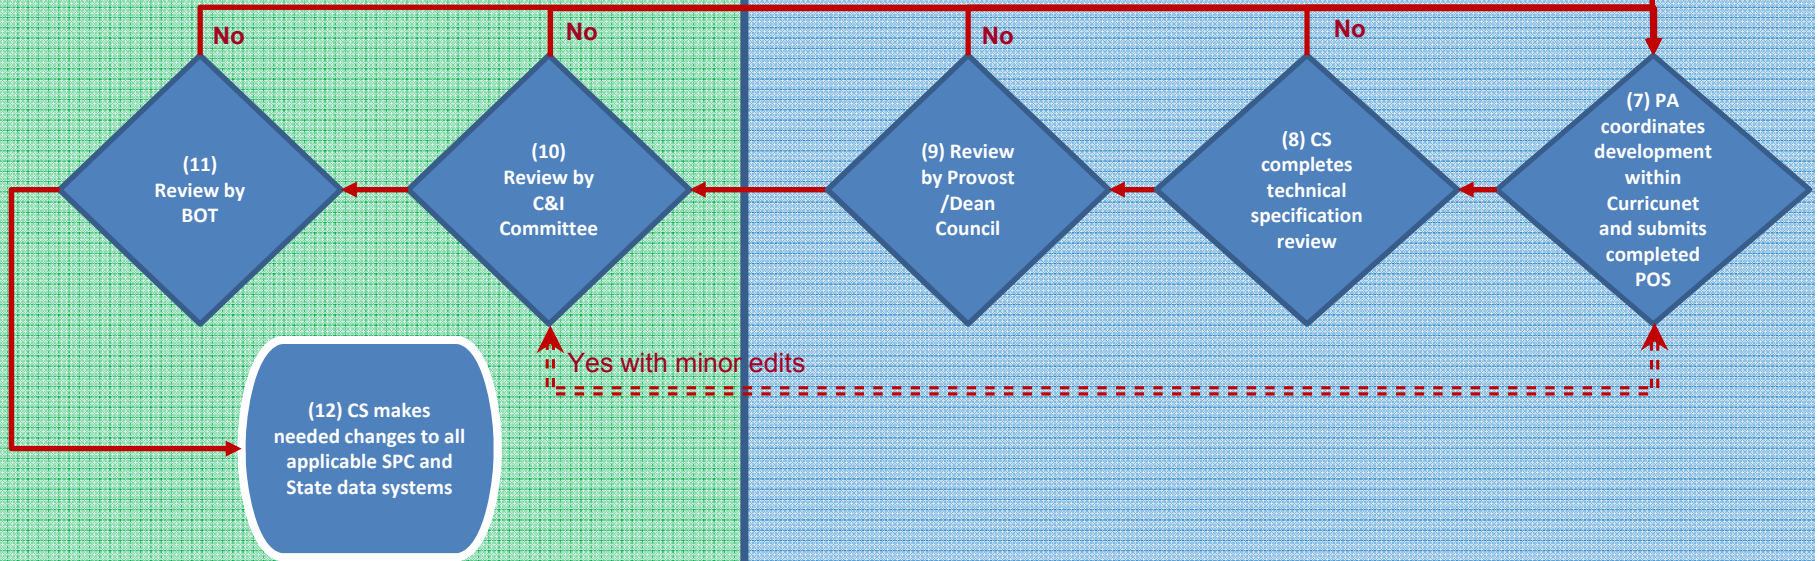 No
No
No
No
(11)
Review by
BOT
(10)
Review by
C&I
Committee
(9) Review
by Provost
/Dean
Council
(8) CS
completes
technical
specification
review
(7) PA
coordinates
development
within
Curricunet
and submits
completed
POS
Yes with minor edits
(12) CS makes
needed changes to all
applicable SPC and
State data systems